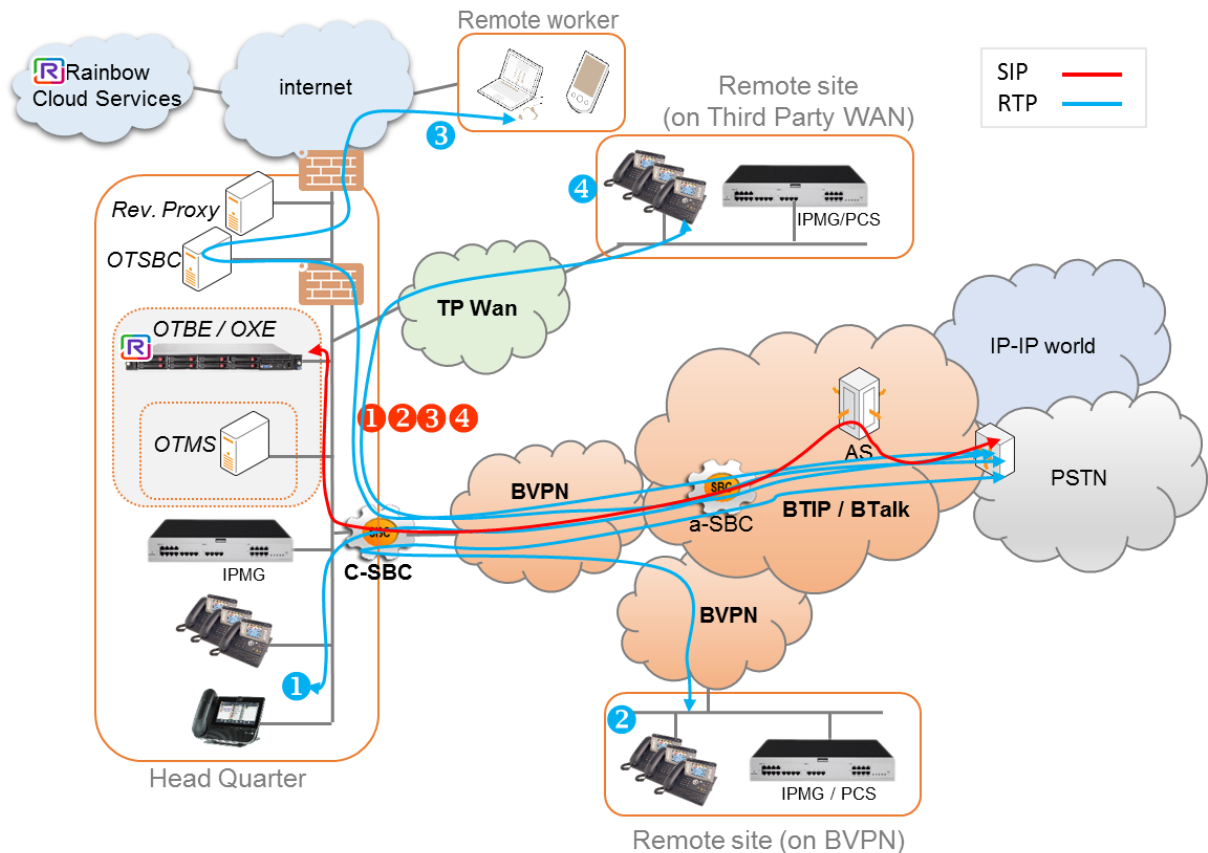 Remote worker
R Rainbow
Cloud Services
internet
SIP
RTP
Remote site
(on Third Party WAN)
3
4
IPMG/PCS
Rev. Proxy
OTSBC
TP Wan
OTBE / OXE
R
IP-IP world
1 2 3 4
OTMS
AS
PSTN
BVPN
SBC
a-SBC
BTIP / BTalk
SBC
C-SBC
IPMG
BVPN
1
2
IPMG / PCS
Head Quarter
Remote site (on BVPN)